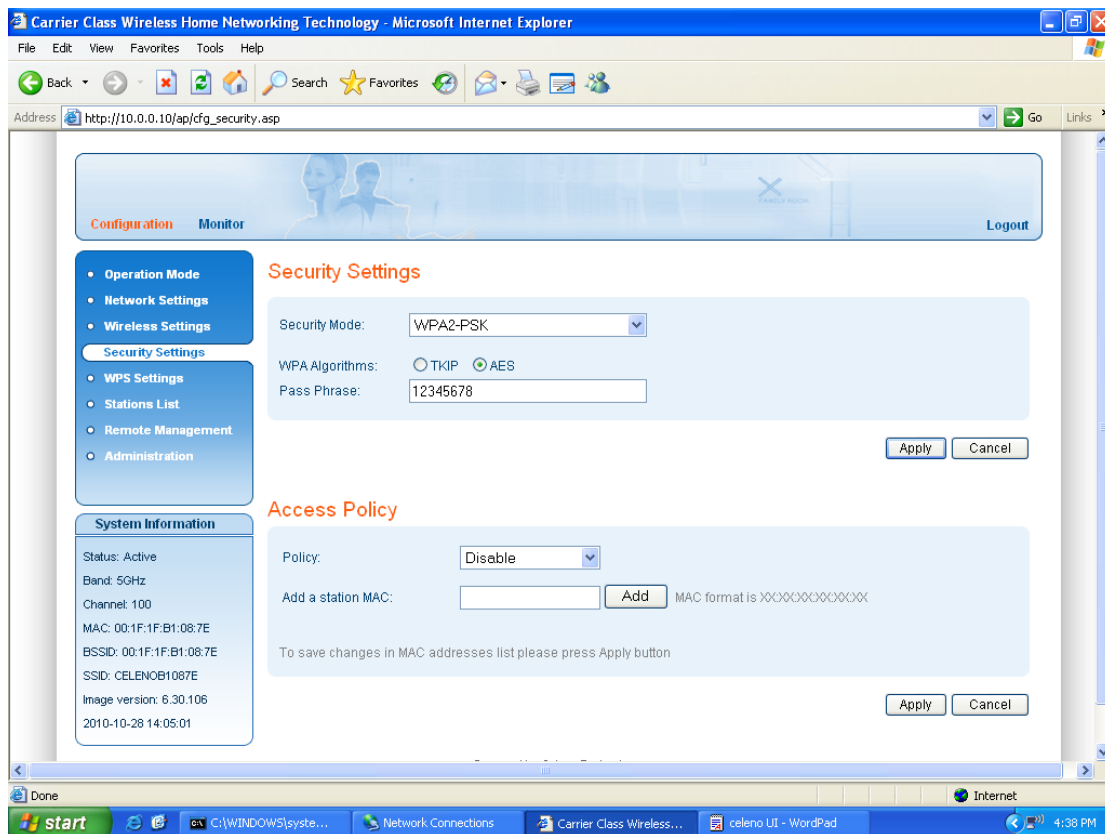 Carrier Class Wireless Home Networking Technology - Microsoft Internet Explorer
File Edit View Favorites Tools Help
Back Search Favorites
Address http://10.0.0.10/ap/cfg_security.asp Go Links
FAMILY ROOM
Configuration Monitor Logout
Operation Mode
Network Settings
Wireless Settings
Security Settings
WPS Settings
Stations List
Remote Management
Administration
System Information
Status: Active
Band: 5GHz
Channel: 100
MAC: 00:1F:1F:B1:08:7E
BSSID: 00:1F:1F:B1:08:7E
SSID: CELENOB1087E
Image version: 6.30.106
2010-10-28 14:05:01
Security Settings
Security Mode: WPA2-PSK
WPA Algorithms: TKIP AES
Pass Phrase: 12345678
Apply Cancel
Access Policy
Policy: Disable
Add a station MAC: Add MAC format is XX:XX:XX:XX:XX:XX
To save changes in MAC addresses list please press Apply button
Apply Cancel
Done Internet
start C:\WINDOWS\syste... Network Connections Carrier Class Wireless... celeno UI - WordPad 4:38 PM